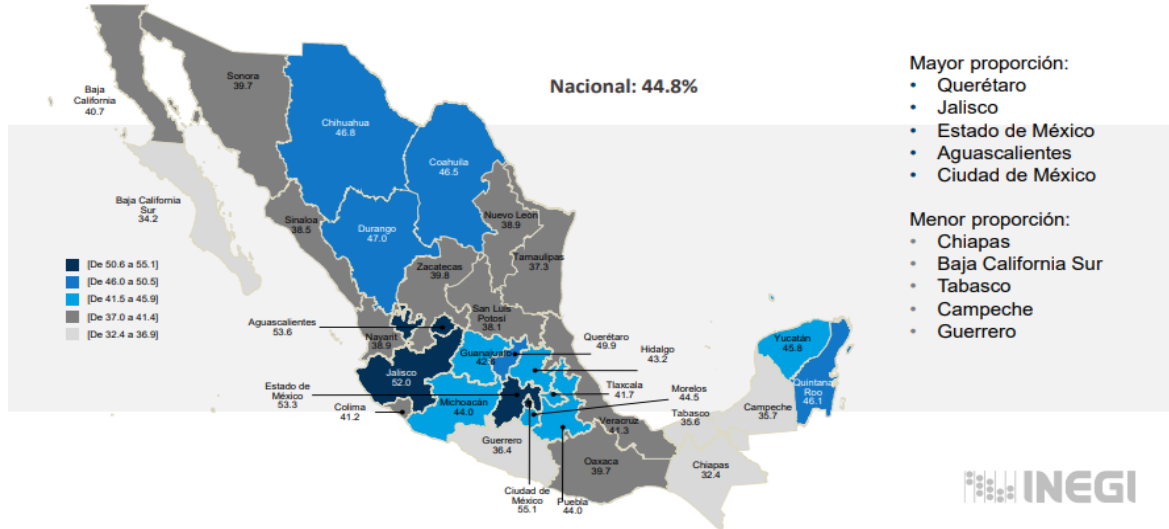 Nacional: 44.8%
Baja
California
40.7
Sonora
39.7
Chihuahua
46.8
Coahuila
46.5
Baja California
Sur
34.2
Sinaloa
38.5
Durango
47.0
Nuevo León
38.9
Tamaulipas
37.3
Zacatecas
39.8
San Luis
Potosí
38.1
Aguascalientes
53.6
Nayarit
38.9
Jalisco
52.0
Guanajuato
42.6
Querétaro
49.9
Hidalgo
43.2
Estado de
México
53.3
Colima
41.2
Michoacán
44.0
Tlaxcala
41.7
Morelos
44.5
Guerrero
36.4
Ciudad de
México
55.1
Puebla
44.0
Veracrúz
41.3
Oaxaca
39.7
Tabasco
35.6
Chiapas
32.4
Campeche
35.7
Yucatán
45.8
Quintana
Roo
46.1
[De 50.6 a 55.1]
[De 46.0 a 50.5]
[De 41.5 a 45.9]
[De 37.0 a 41.4]
[De 32.4 a 36.9]
Mayor proporción:
• Querétaro
• Jalisco
• Estado de México
• Aguascalientes
• Ciudad de México
Menor proporción:
• Chiapas
• Baja California Sur
• Tabasco
• Campeche
• Guerrero
INEGI